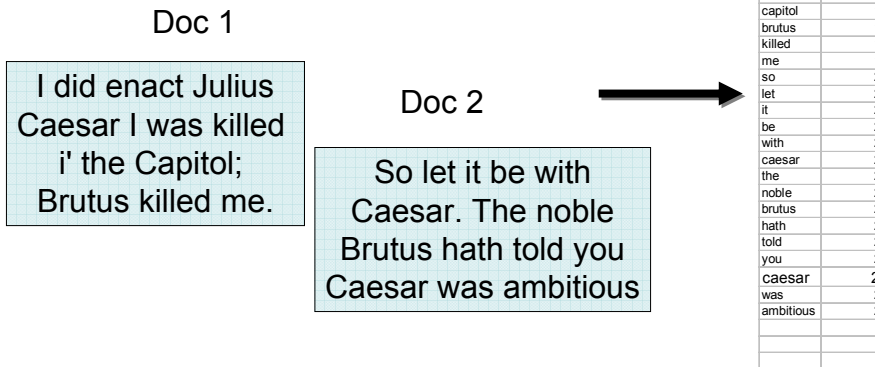 Doc 1
I did enact Julius
Caesar I was killed
i' the Capitol;
Brutus killed me.
Doc 2
So let it be with
Caesar. The noble
Brutus hath told you
Caesar was ambitious
capitol
brutus
killed
me
so
let
it
be
with
caesar
the
noble
brutus
hath
told
you
caesar 2
was
ambitious